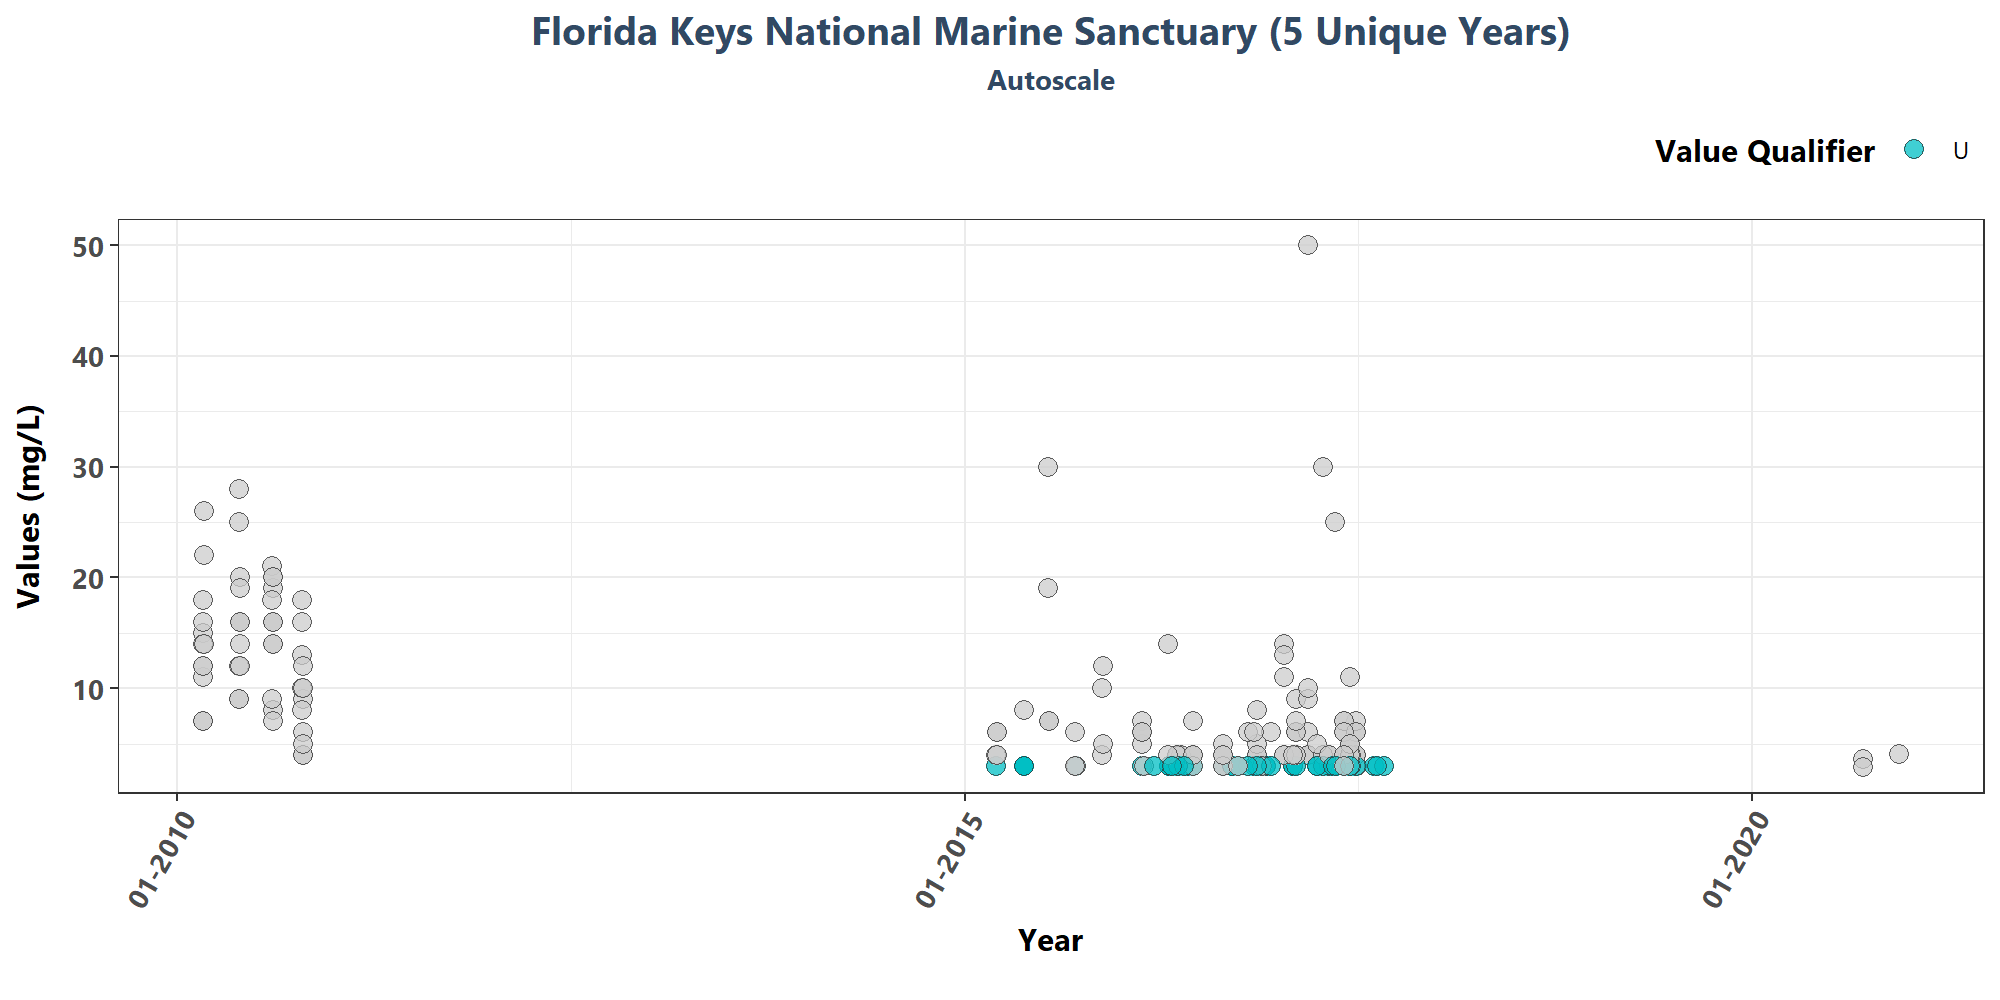 Florida Keys National Marine Sanctuary (5 Unique Years)
Autoscale
Value Qualifier U
Values (mg/L)
50
40
30
20
10
01-2010
01-2015
01-2020
Year